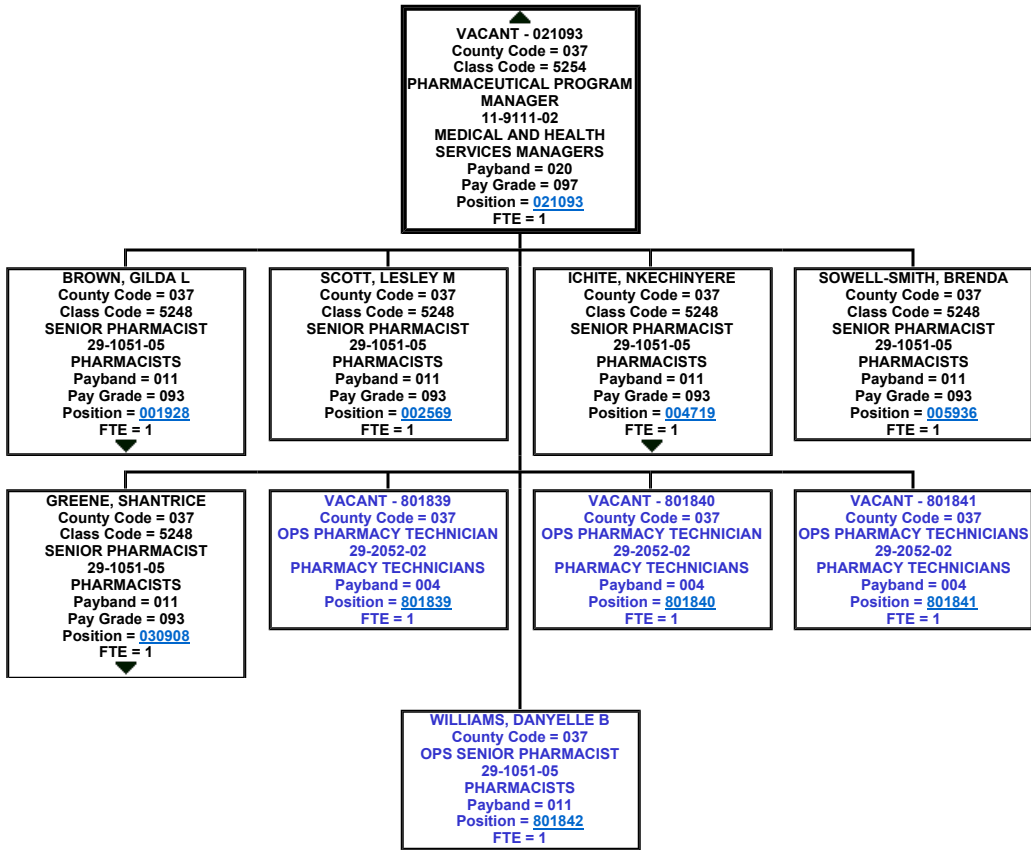 VACANT - 021093
County Code = 037
Class Code = 5254
PHARMACEUTICAL PROGRAM
MANAGER
11-9111-02
MEDICAL AND HEALTH
SERVICES MANAGERS
Payband = 020
Pay Grade = 097
Position = 021093
FTE = 1
BROWN, GILDA L
County Code = 037
Class Code = 5248
SENIOR PHARMACIST
29-1051-05
PHARMACISTS
Payband = 011
Pay Grade = 093
Position = 001928
FTE = 1
SCOTT, LESLEY M
County Code = 037
Class Code = 5248
SENIOR PHARMACIST
29-1051-05
PHARMACISTS
Payband = 011
Pay Grade = 093
Position = 002569
FTE = 1
ICHITE, NKECHINYERE
County Code = 037
Class Code = 5248
SENIOR PHARMACIST
29-1051-05
PHARMACISTS
Payband = 011
Pay Grade = 093
Position = 004719
FTE = 1
SOWELL-SMITH, BRENDA
County Code = 037
Class Code = 5248
SENIOR PHARMACIST
29-1051-05
PHARMACISTS
Payband = 011
Pay Grade = 093
Position = 005936
FTE = 1
GREENE, SHANTRICE
County Code = 037
Class Code = 5248
SENIOR PHARMACIST
29-1051-05
PHARMACISTS
Payband = 011
Pay Grade = 093
Position = 030908
FTE = 1
VACANT - 801839
County Code = 037
OPS PHARMACY TECHNICIAN
29-2052-02
PHARMACY TECHNICIANS
Payband = 004
Position = 801839
FTE = 1
VACANT - 801840
County Code = 037
OPS PHARMACY TECHNICIAN
29-2052-02
PHARMACY TECHNICIANS
Payband = 004
Position = 801840
FTE = 1
VACANT - 801841
County Code = 037
OPS PHARMACY TECHNICIANS
29-2052-02
PHARMACY TECHNICIANS
Payband = 004
Position = 801841
FTE = 1
WILLIAMS, DANYELLE B
County Code = 037
OPS SENIOR PHARMACIST
29-1051-05
PHARMACISTS
Payband = 011
Position = 801842
FTE = 1